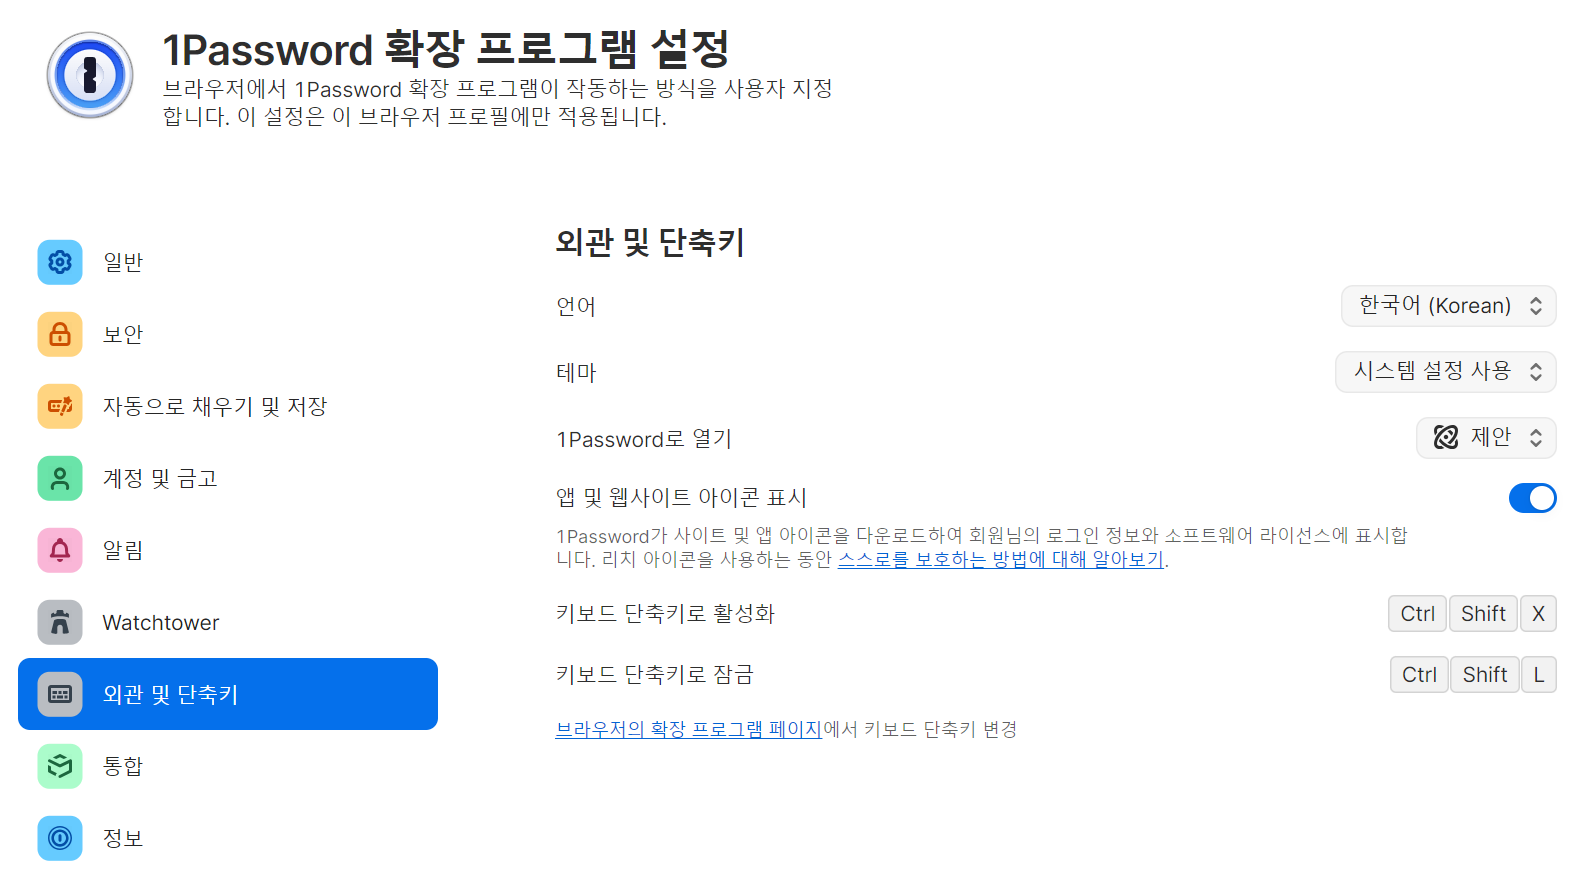 1Password 확장 프로그램 설정
브라우저에서 1Password 확장 프로그램이 작동하는 방식을 사용자 지정
합니다. 이 설정은 이 브라우저 프로필에만 적용됩니다.
일반
보안
자동으로 채우기 및 저장
계정 및 금고
알림
Watchtower
외관 및 단축키
통합
정보
외관 및 단축키
언어
한국어 (Korean)
테마
시스템 설정 사용
1Password로 열기
제안
앱 및 웹사이트 아이콘 표시
1Password가 사이트 및 앱 아이콘을 다운로드하여 회원님의 로그인 정보와 소프트웨어 라이선스에 표시합
니다. 리치 아이콘을 사용하는 동안 스스로를 보호하는 방법에 대해 알아보기.
키보드 단축키로 활성화
Ctrl Shift X
키보드 단축키로 잠금
Ctrl Shift L
브라우저의 확장 프로그램 페이지에서 키보드 단축키 변경